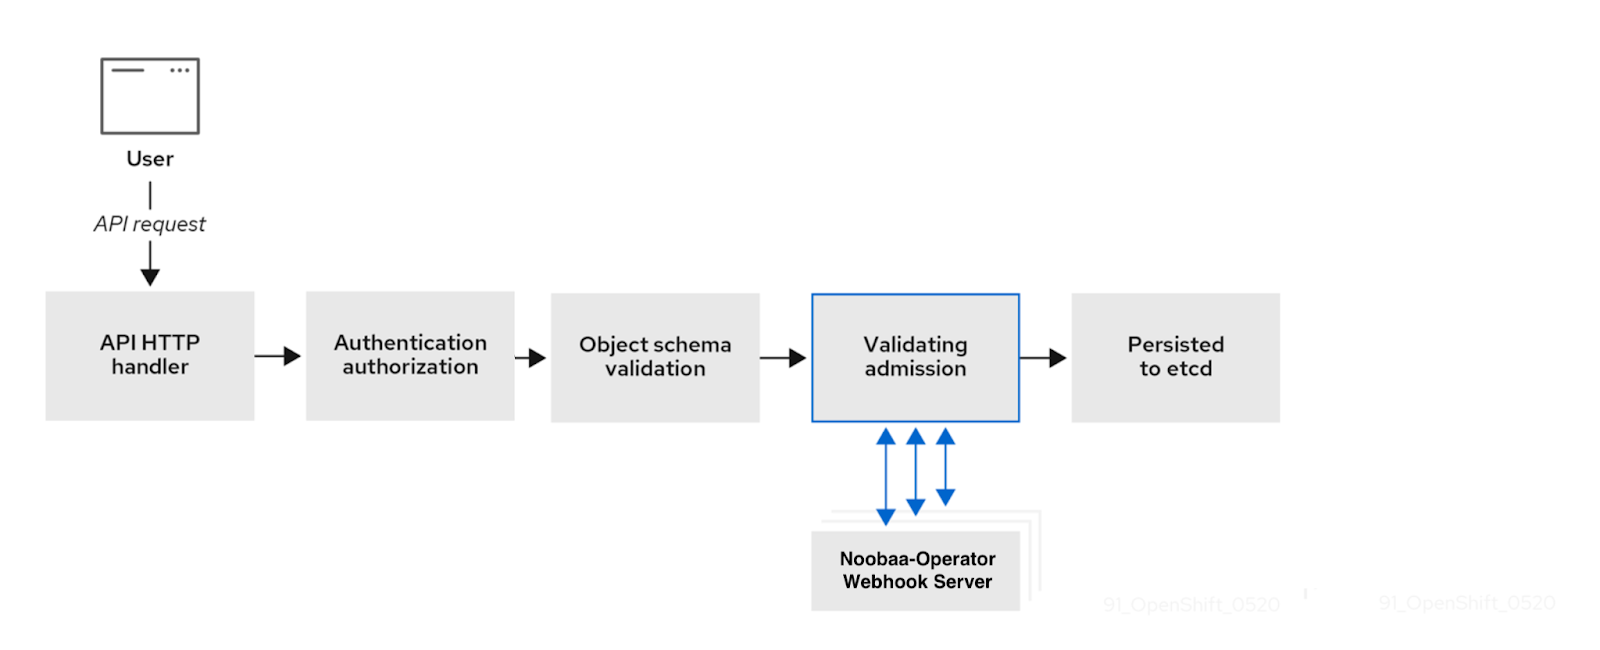 User
API request
API HTTP
handler
Authentication
authorization
Object schema
validation
Validating
admission
Persisted
to etcd
Noobaa-Operator
Webhook Server
91_OpenShift_0520
91_OpenShift_0520